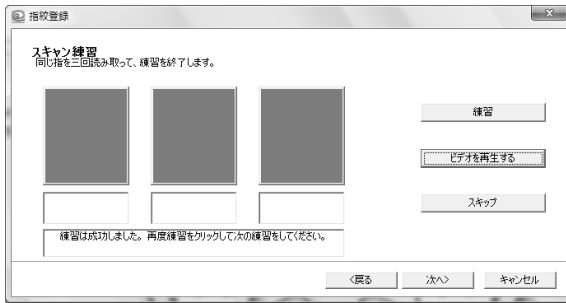 指紋登録
スキャン練習
同じ指を三回読み取って、練習を終了します。
練習
ビデオを再生する
スキップ
練習は成功しました。再度練習をクリックして次の練習をしてください。
<戻る
次へ>
キャンセル